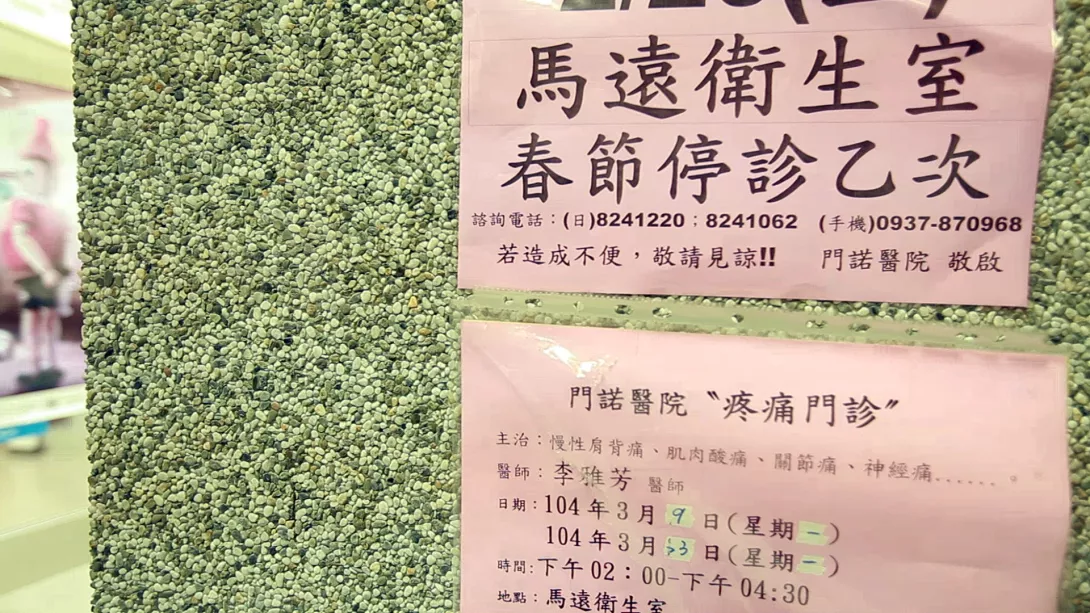 馬遠衛生室
春節停診乙次
諮詢電話：(日)8241220；8241062 (手機)0937-870968
若造成不便，敬請見諒!! 門諾醫院 敬啟
門諾醫院〝疼痛門診〞
主治：慢性肩背痛、肌肉酸痛、關節痛、神經痛......。
醫師：李雅芳 醫師
日期：104年3月9日(星期一)
104年3月23日(星期一)
時間:下午02：00-下午04:30
地點：馬遠衛生室